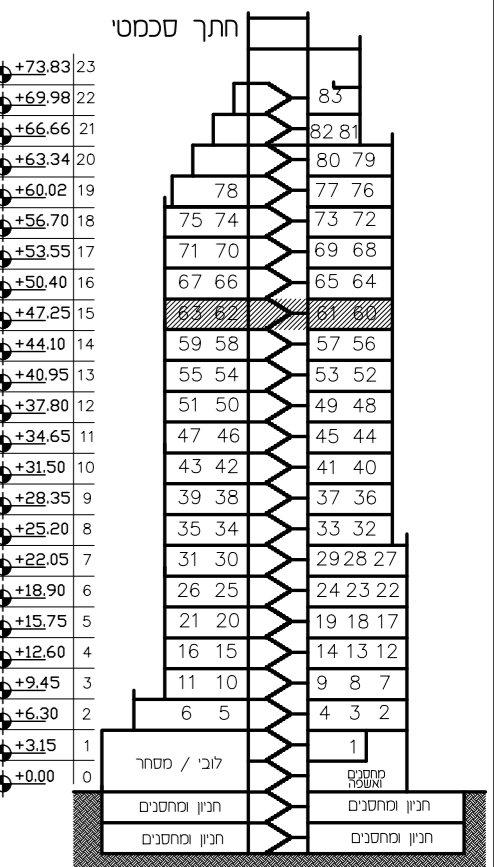 חתך סכמטי
+73.83 23
+69.98 22 83
+66.66 21 82 81
+63.34 20 80 79
+60.02 19 78 77 76
+56.70 18 75 74 73 72
+53.55 17 71 70 69 68
+50.40 16 67 66 65 64
+47.25 15 63 62 61 60
+44.10 14 59 58 57 56
+40.95 13 55 54 53 52
+37.80 12 51 50 49 48
+34.65 11 47 46 45 44
+31.50 10 43 42 41 40
+28.35 9 39 38 37 36
+25.20 8 35 34 33 32
+22.05 7 31 30 29 28 27
+18.90 6 26 25 24 23 22
+15.75 5 21 20 19 18 17
+12.60 4 16 15 14 13 12
+9.45 3 11 10 9 8 7
+6.30 2 6 5 4 3 2
+3.15 1 1
לובי / מסחר
+0.00 0
מחסנים
ואשפה
חניון ומחסנים חניון ומחסנים
חניון ומחסנים חניון ומחסנים